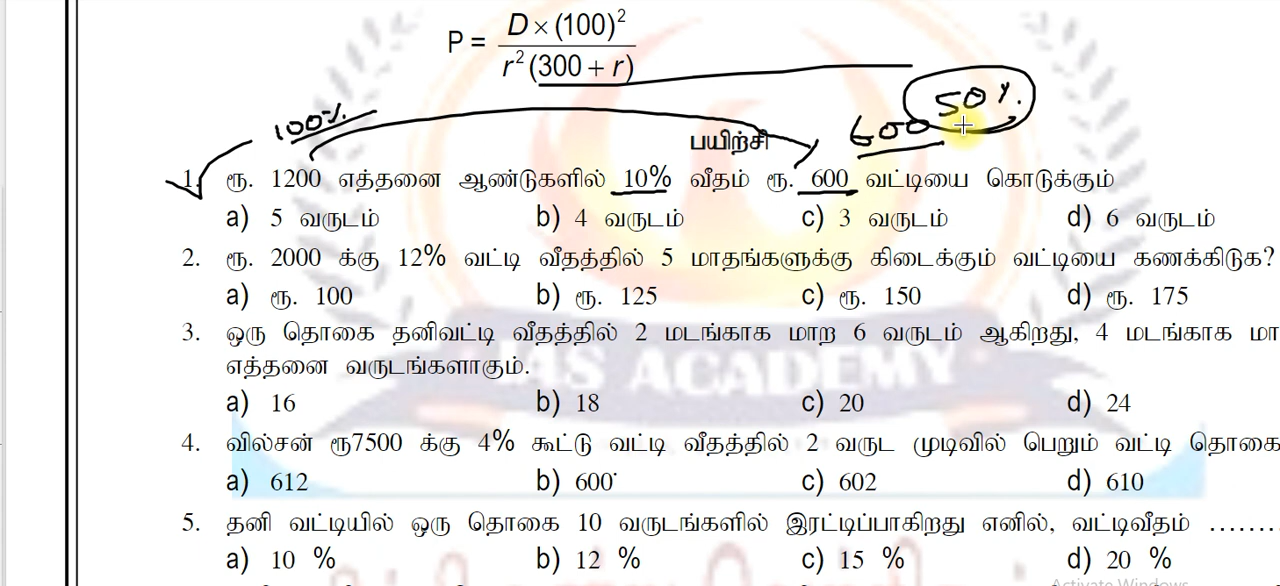 P = D × (100)² / r² (300 + r)
50%.
100%
600
பயிற்சி
1. ரூ. 1200 எத்தனை ஆண்டுகளில் 10% வீதம் ரூ. 600 வட்டியை கொடுக்கும்
a) 5 வருடம் b) 4 வருடம் c) 3 வருடம் d) 6 வருடம்
2. ரூ. 2000 க்கு 12% வட்டி வீதத்தில் 5 மாதங்களுக்கு கிடைக்கும் வட்டியை கணக்கிடுக?
a) ரூ. 100 b) ரூ. 125 c) ரூ. 150 d) ரூ. 175
3. ஒரு தொகை தனிவட்டி வீதத்தில் 2 மடங்காக மாற 6 வருடம் ஆகிறது, 4 மடங்காக மா
எத்தனை வருடங்களாகும்.
IMS ACADEMY
a) 16 b) 18 c) 20 d) 24
4. வில்சன் ரூ7500 க்கு 4% கூட்டு வட்டி வீதத்தில் 2 வருட முடிவில் பெறும் வட்டி தொகை
a) 612 b) 600 c) 602 d) 610
5. தனி வட்டியில் ஒரு தொகை 10 வருடங்களில் இரட்டிப்பாகிறது எனில், வட்டிவீதம் .......
a) 10 % b) 12 % c) 15 % d) 20 %